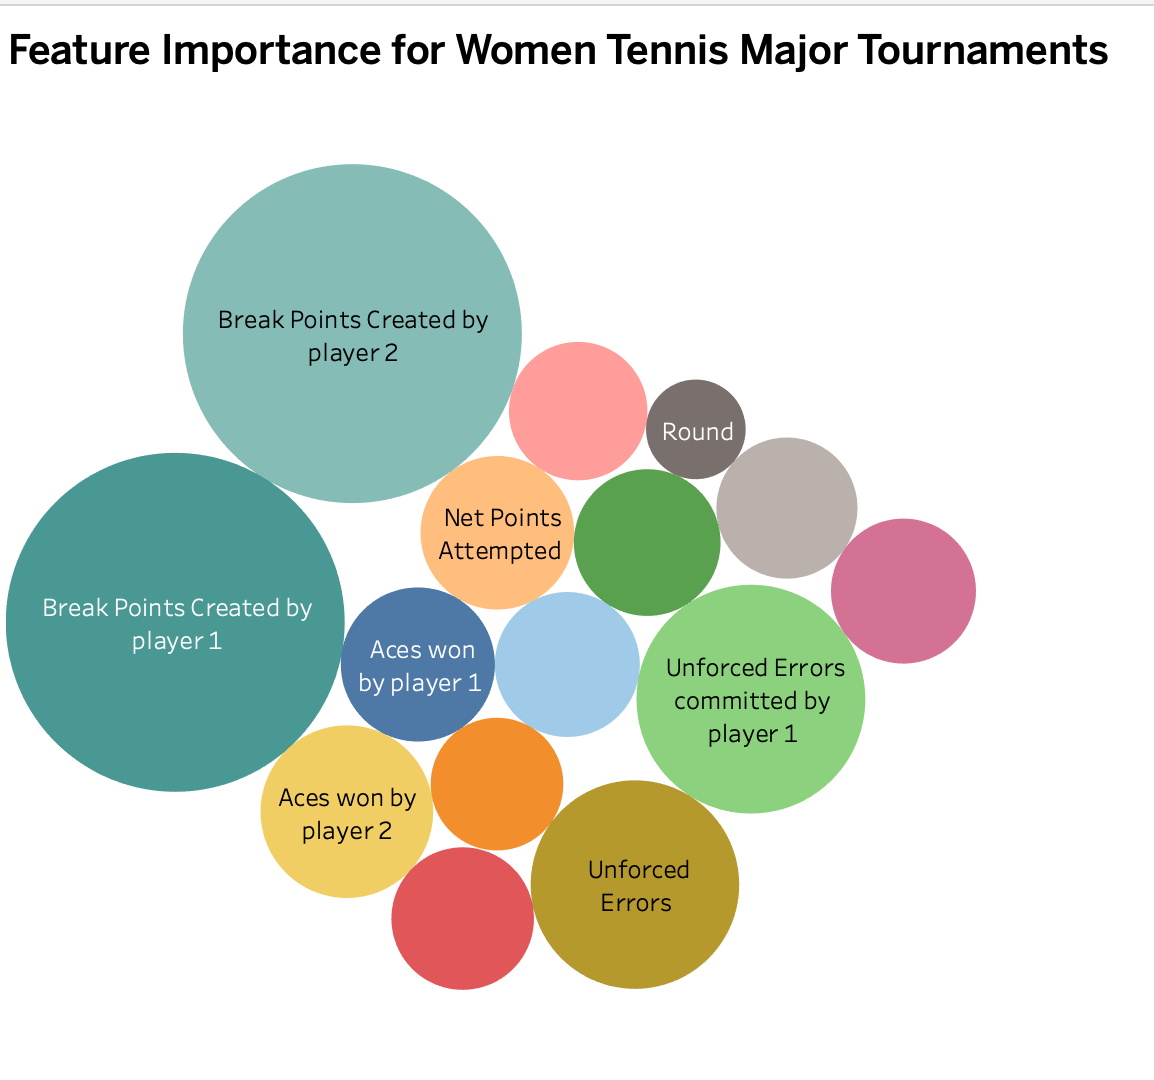 Feature Importance for Women Tennis Major Tournaments
Break Points Created by
player 2
Round
Net Points
Attempted
Break Points Created by
player 1
Aces won
by player 1
Unforced Errors
committed by
player 1
Aces won by
player 2
Unforced
Errors